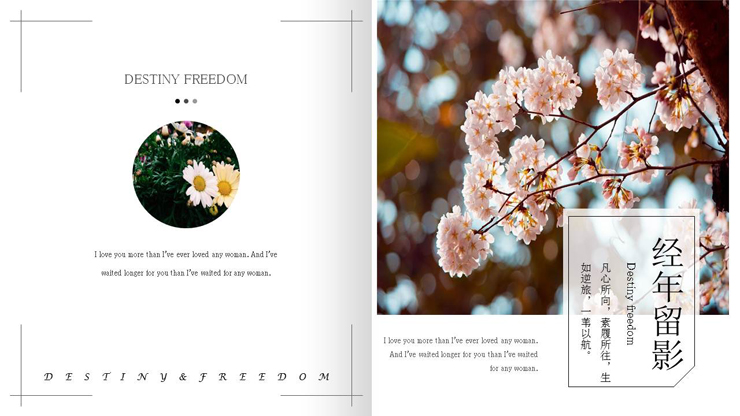 DESTINY FREEDOM
I love you more than I've ever loved any woman. And I've
waited longer for you than I've waited for any woman.
DESTINY&FREEDOM
经年留影
Destiny freedom
凡心所向，素履所往，生
如逆旅，一苇以航。
I love you more than I've ever loved any woman.
And I've waited longer for you than I've waited
for any woman.